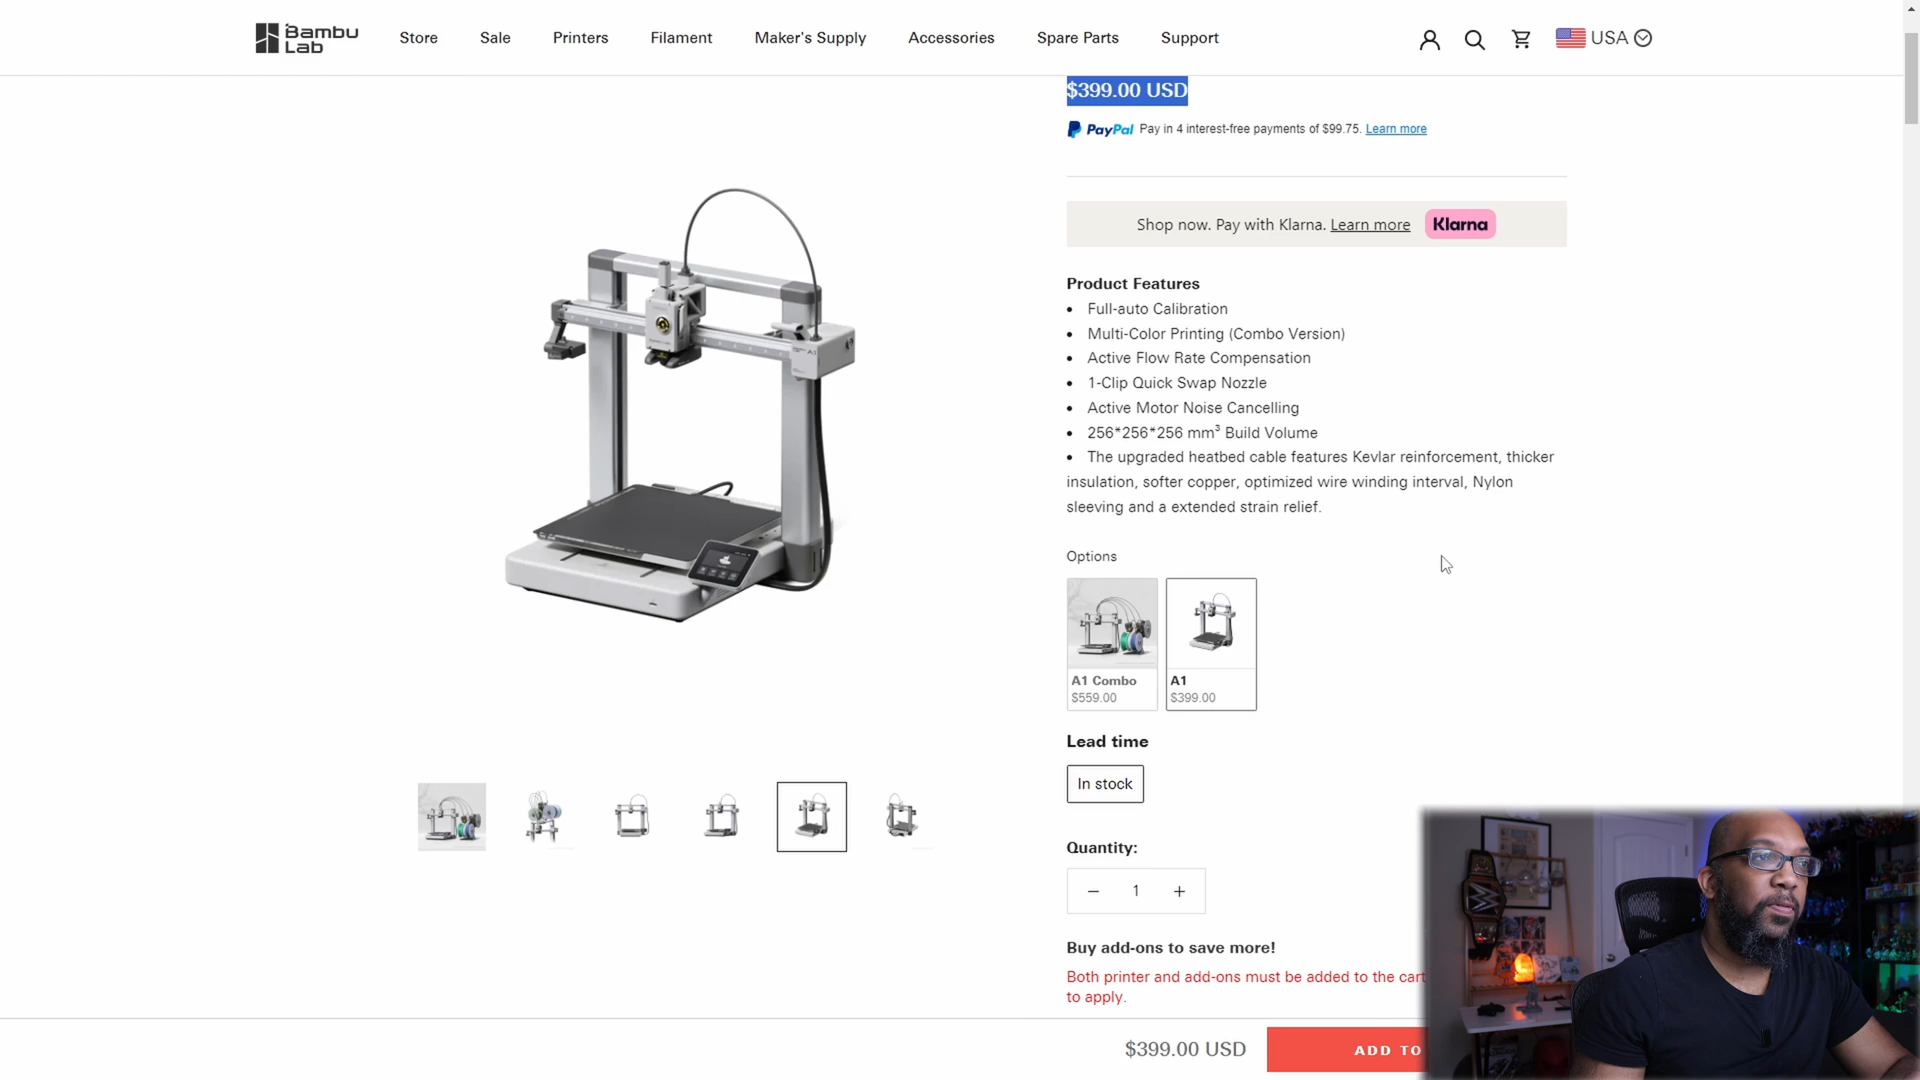 Bambu
Lab
Store
Sale
Printers
Filament
Maker's Supply
Accessories
Spare Parts
Support
USA
$399.00 USD
PayPal Pay in 4 interest-free payments of $99.75. Learn more
Shop now. Pay with Klarna. Learn more Klarna
Product Features
• Full-auto Calibration
• Multi-Color Printing (Combo Version)
• Active Flow Rate Compensation
• 1-Clip Quick Swap Nozzle
• Active Motor Noise Cancelling
• 256*256*256 mm³ Build Volume
• The upgraded heatbed cable features Kevlar reinforcement, thicker
insulation, softer copper, optimized wire winding interval, Nylon
sleeving and a extended strain relief.
Options
A1 Combo
$559.00
A1
$399.00
Lead time
In stock
Quantity:
− 1 +
Buy add-ons to save more!
Both printer and add-ons must be added to the cart
to apply.
$399.00 USD
ADD TO